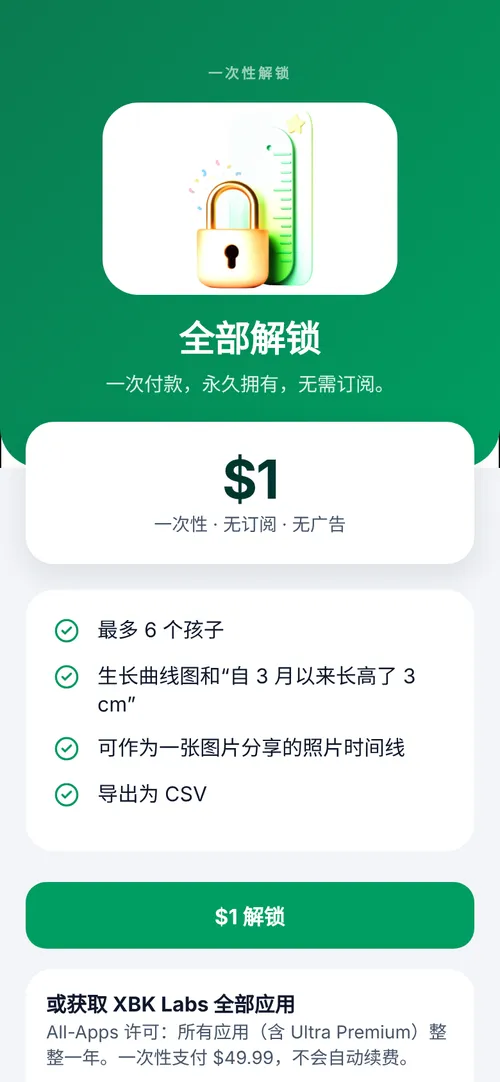 一次性解锁
全部解锁
一次付款，永久拥有，无需订阅。
$1
一次性 · 无订阅 · 无广告
最多 6 个孩子
生长曲线图和“自 3 月以来长高了 3
cm”
可作为一张图片分享的照片时间线
导出为 CSV
$1 解锁
或获取 XBK Labs 全部应用
All-Apps 许可：所有应用（含 Ultra Premium）整
整一年。一次性支付 $49.99，不会自动续费。